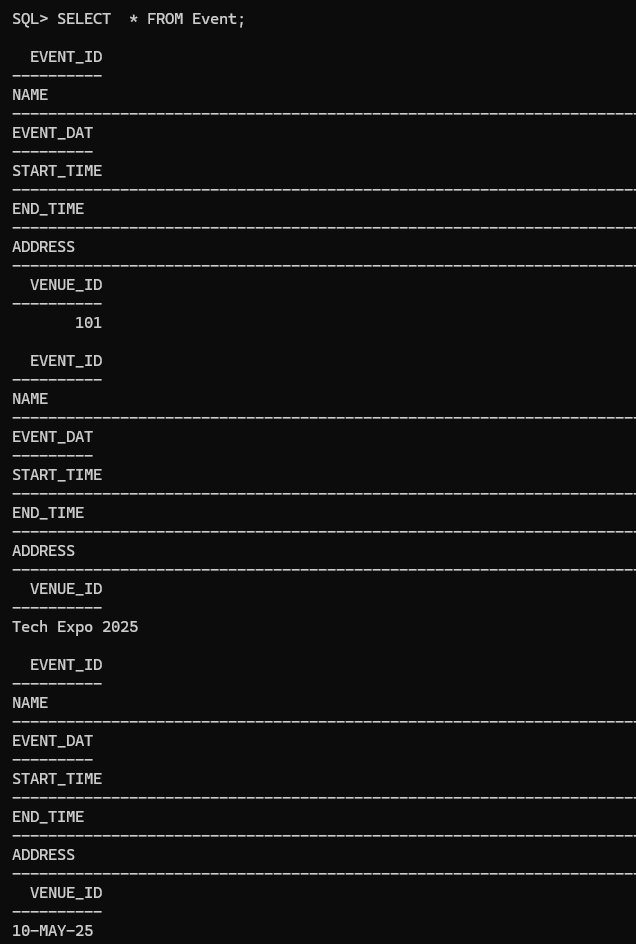 SQL> SELECT  * FROM Event;
  EVENT_ID
----------
NAME
--------------------------------------------------------------------------------
EVENT_DAT
---------
START_TIME
--------------------------------------------------------------------------------
END_TIME
--------------------------------------------------------------------------------
ADDRESS
--------------------------------------------------------------------------------
  VENUE_ID
----------
       101
  EVENT_ID
----------
NAME
--------------------------------------------------------------------------------
EVENT_DAT
---------
START_TIME
--------------------------------------------------------------------------------
END_TIME
--------------------------------------------------------------------------------
ADDRESS
--------------------------------------------------------------------------------
  VENUE_ID
----------
Tech Expo 2025
  EVENT_ID
----------
NAME
--------------------------------------------------------------------------------
EVENT_DAT
---------
START_TIME
--------------------------------------------------------------------------------
END_TIME
--------------------------------------------------------------------------------
ADDRESS
--------------------------------------------------------------------------------
  VENUE_ID
----------
10-MAY-25